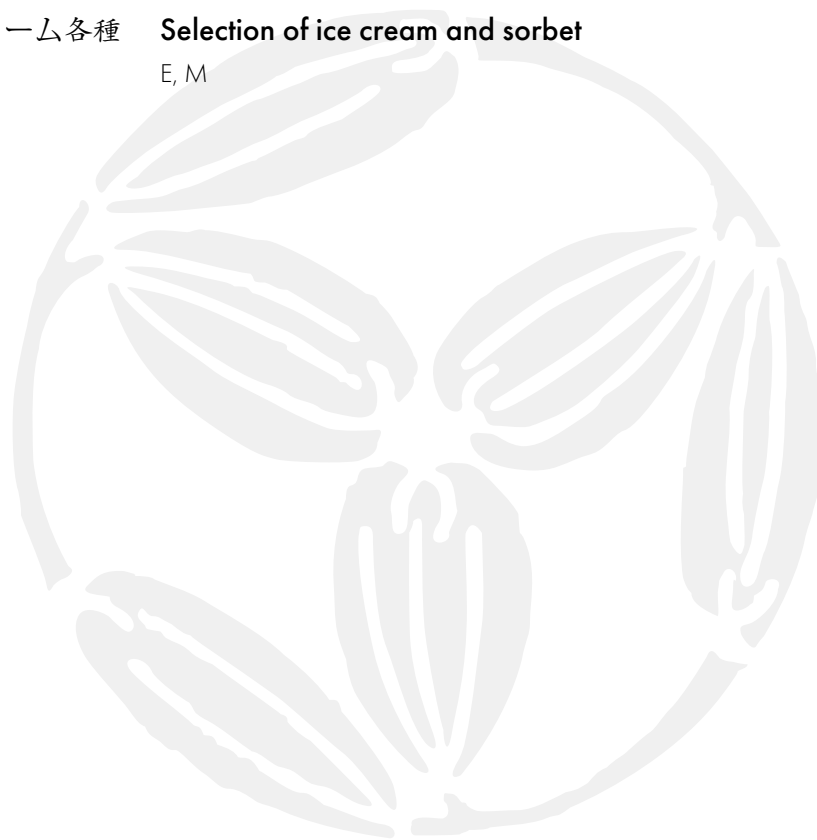 ーム各種 Selection of ice cream and sorbet
E, M